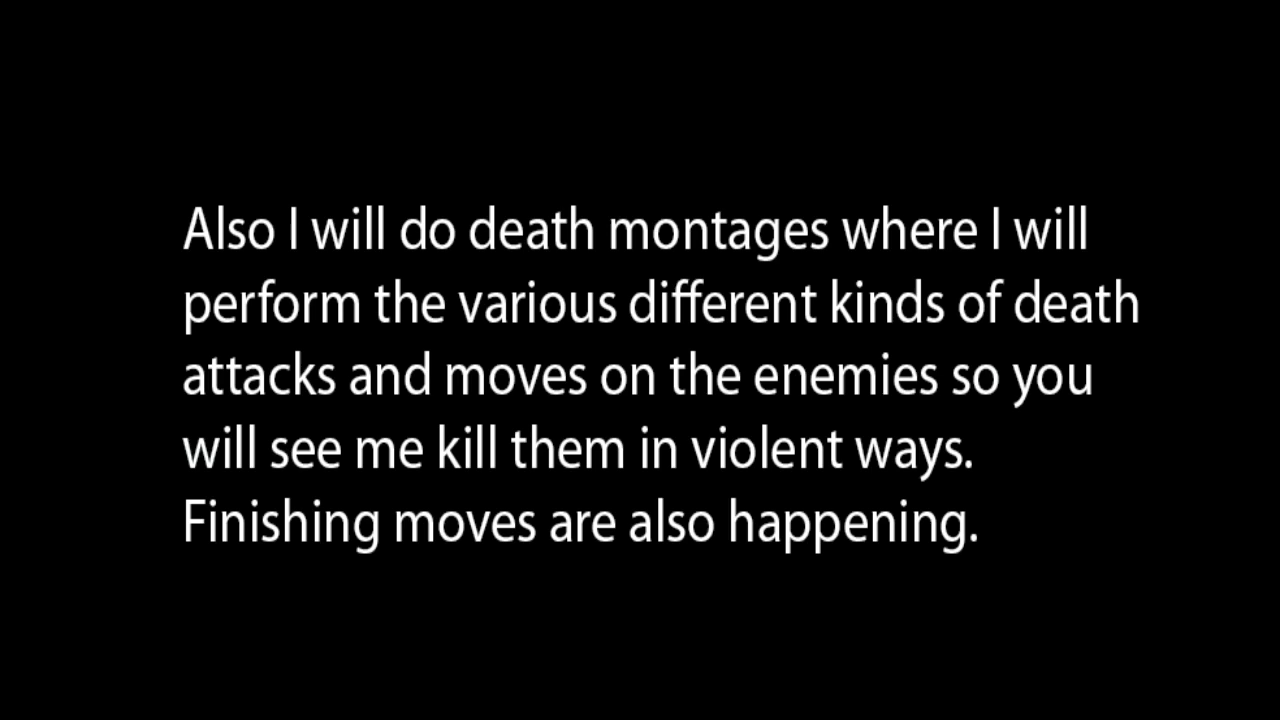 Also I will do death montages where I will
perform the various different kinds of death
attacks and moves on the enemies so you
will see me kill them in violent ways.
Finishing moves are also happening.